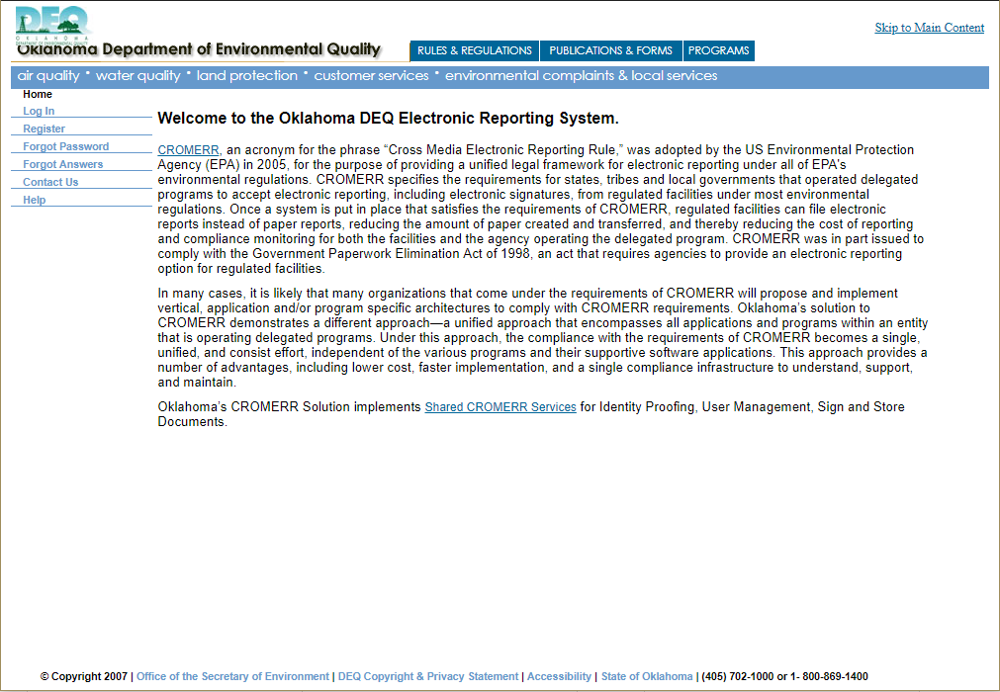 DEQ
OKLAHOMA
DEPARTMENT OF ENVIRONMENTAL QUALITY
Oklahoma Department of Environmental Quality
Skip to Main Content
RULES & REGULATIONS PUBLICATIONS & FORMS PROGRAMS
air quality * water quality * land protection * customer services * environmental complaints & local services
Home
Log In
Register
Forgot Password
Forgot Answers
Contact Us
Help
Welcome to the Oklahoma DEQ Electronic Reporting System.
CROMERR, an acronym for the phrase “Cross Media Electronic Reporting Rule,” was adopted by the US Environmental Protection
Agency (EPA) in 2005, for the purpose of providing a unified legal framework for electronic reporting under all of EPA's
environmental regulations. CROMERR specifies the requirements for states, tribes and local governments that operated delegated
programs to accept electronic reporting, including electronic signatures, from regulated facilities under most environmental
regulations. Once a system is put in place that satisfies the requirements of CROMERR, regulated facilities can file electronic
reports instead of paper reports, reducing the amount of paper created and transferred, and thereby reducing the cost of reporting
and compliance monitoring for both the facilities and the agency operating the delegated program. CROMERR was in part issued to
comply with the Government Paperwork Elimination Act of 1998, an act that requires agencies to provide an electronic reporting
option for regulated facilities.
In many cases, it is likely that many organizations that come under the requirements of CROMERR will propose and implement
vertical, application and/or program specific architectures to comply with CROMERR requirements. Oklahoma’s solution to
CROMERR demonstrates a different approach—a unified approach that encompasses all applications and programs within an entity
that is operating delegated programs. Under this approach, the compliance with the requirements of CROMERR becomes a single,
unified, and consist effort, independent of the various programs and their supportive software applications. This approach provides a
number of advantages, including lower cost, faster implementation, and a single compliance infrastructure to understand, support,
and maintain.
Oklahoma’s CROMERR Solution implements Shared CROMERR Services for Identity Proofing, User Management, Sign and Store
Documents.
© Copyright 2007 | Office of the Secretary of Environment | DEQ Copyright & Privacy Statement | Accessibility | State of Oklahoma | (405) 702-1000 or 1- 800-869-1400